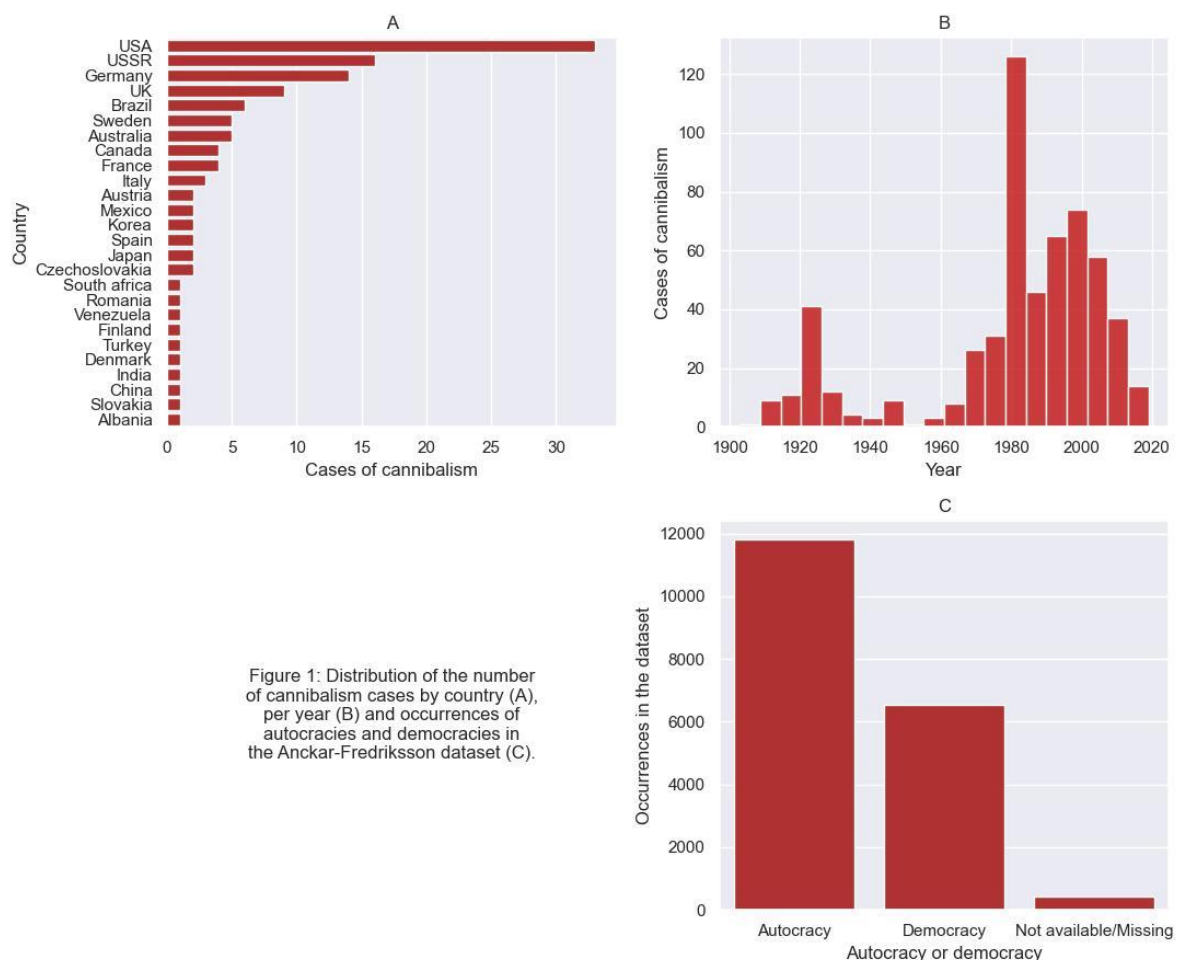 A
Country
USA
USSR
Germany
UK
Brazil
Sweden
Australia
Canada
France
Italy
Austria
Mexico
Korea
Spain
Japan
Czechoslovakia
South africa
Romania
Venezuela
Finland
Turkey
Denmark
India
China
Slovakia
Albania
0 5 10 15 20 25 30
Cases of cannibalism
B
Cases of cannibalism
120
100
80
60
40
20
0
1900 1920 1940 1960 1980 2000 2020
Year
Figure 1: Distribution of the number
of cannibalism cases by country (A),
per year (B) and occurrences of
autocracies and democracies in
the Anckar-Fredriksson dataset (C).
C
Occurrences in the dataset
12000
10000
8000
6000
4000
2000
0
Autocracy Democracy Not available/Missing
Autocracy or democracy